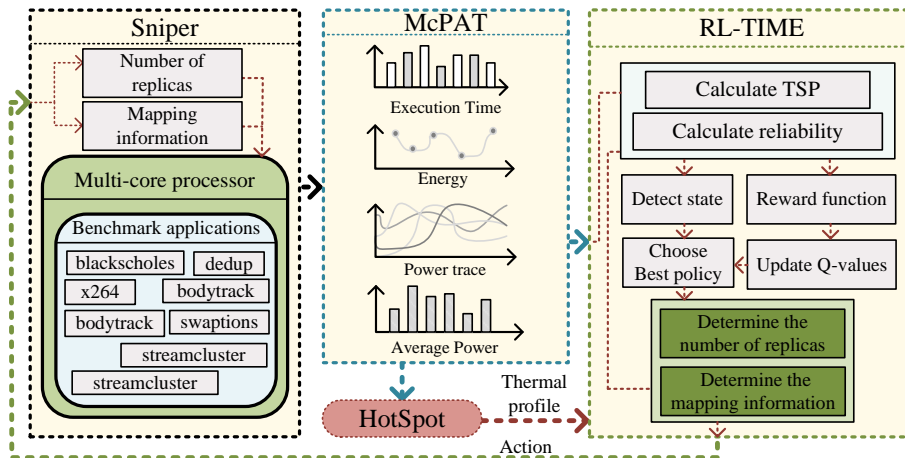 Sniper
Number of
replicas
Mapping
information
Multi-core processor
Benchmark applications
blackscholes
dedup
x264
bodytrack
bodytrack
swaptions
streamcluster
streamcluster
McPAT
Execution Time
Energy
Power trace
Average Power
HotSpot
Thermal
profile
Action
RL-TIME
Calculate TSP
Calculate reliability
Detect state
Reward function
Choose
Best policy
Update Q-values
Determine the
number of replicas
Determine the
mapping information